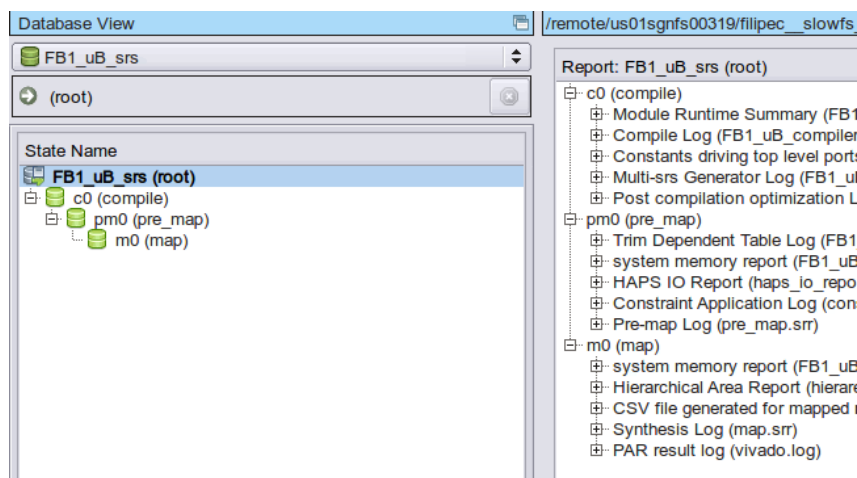 Database View
FB1_uB_srs
(root)
State Name
FB1_uB_srs (root)
c0 (compile)
pm0 (pre_map)
m0 (map)
/remote/us01sgnfs00319/filipec__slowfs_
Report: FB1_uB_srs (root)
c0 (compile)
Module Runtime Summary (FB1
Compile Log (FB1_uB_compiler
Constants driving top level ports
Multi-srs Generator Log (FB1_u
Post compilation optimization L
pm0 (pre_map)
Trim Dependent Table Log (FB1
system memory report (FB1_uB
HAPS IO Report (haps_io_repo
Constraint Application Log (con
Pre-map Log (pre_map.srr)
m0 (map)
system memory report (FB1_uB
Hierarchical Area Report (hierar
CSV file generated for mapped
Synthesis Log (map.srr)
PAR result log (vivado.log)